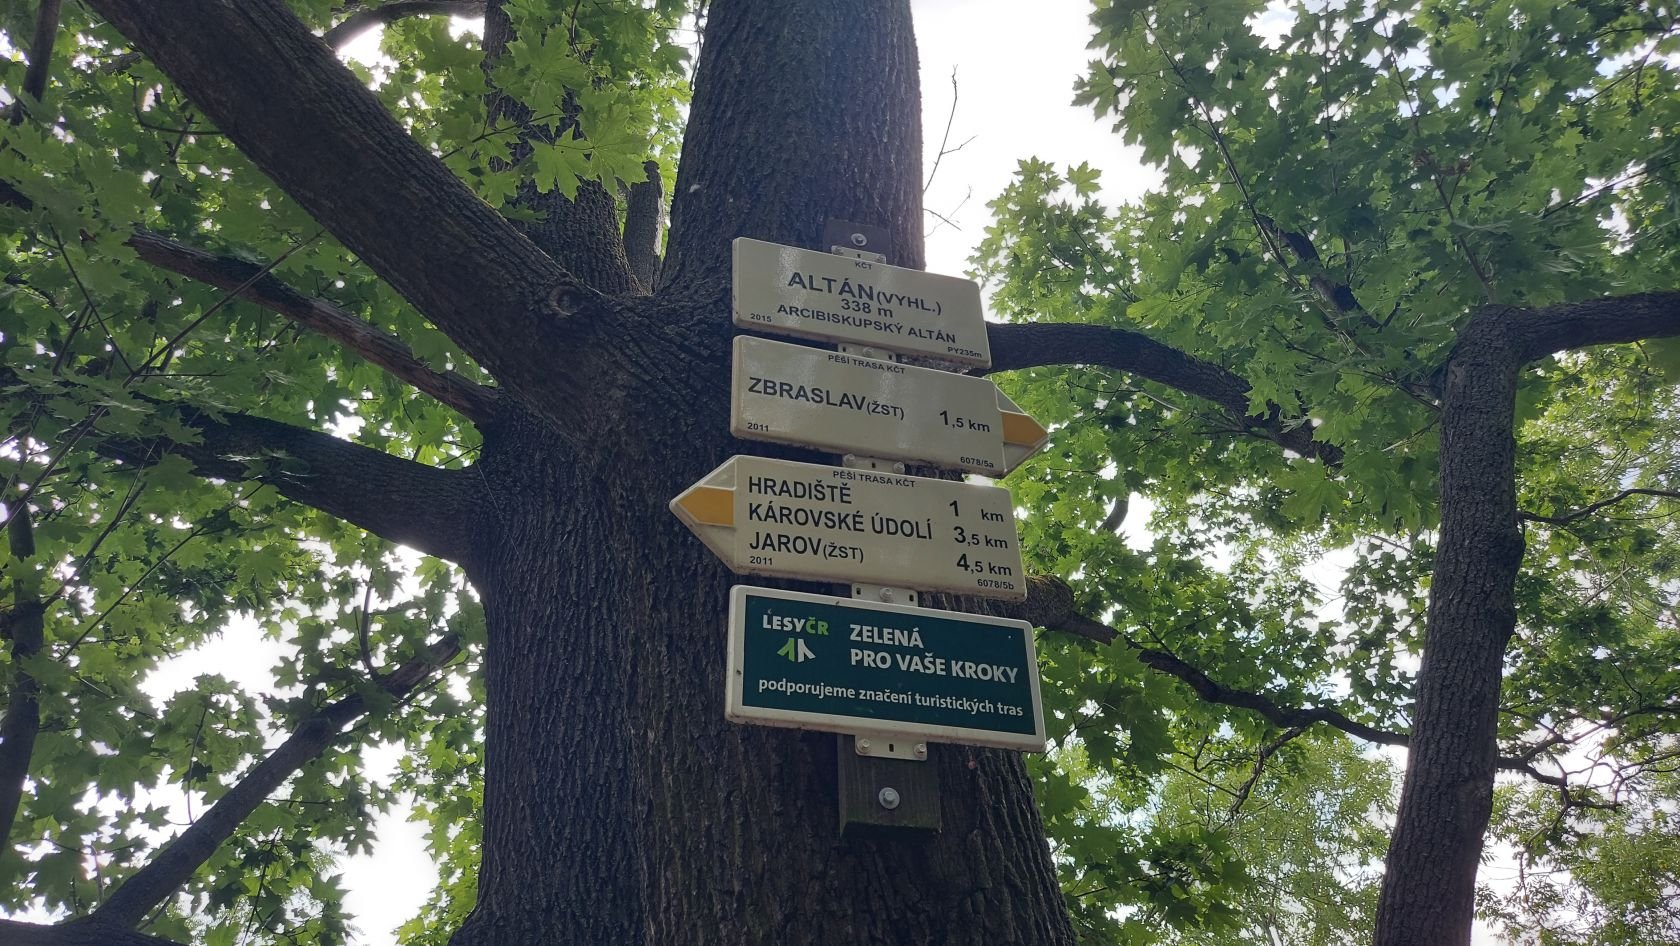 KČT
ALTÁN(VYHL.)
338 m
ARCIBISKUPSKÝ ALTÁN
2015 PY235m
PĚŠÍ TRASA KČT
ZBRASLAV(ŽST) 1,5 km
2011 6078/5a
PĚŠÍ TRASA KČT
HRADIŠTĚ 1 km
KÁROVSKÉ ÚDOLÍ 3,5 km
JAROV(ŽST) 4,5 km
2011 6078/5b
LESYČR ZELENÁ
PRO VAŠE KROKY
podporujeme značení turistických tras